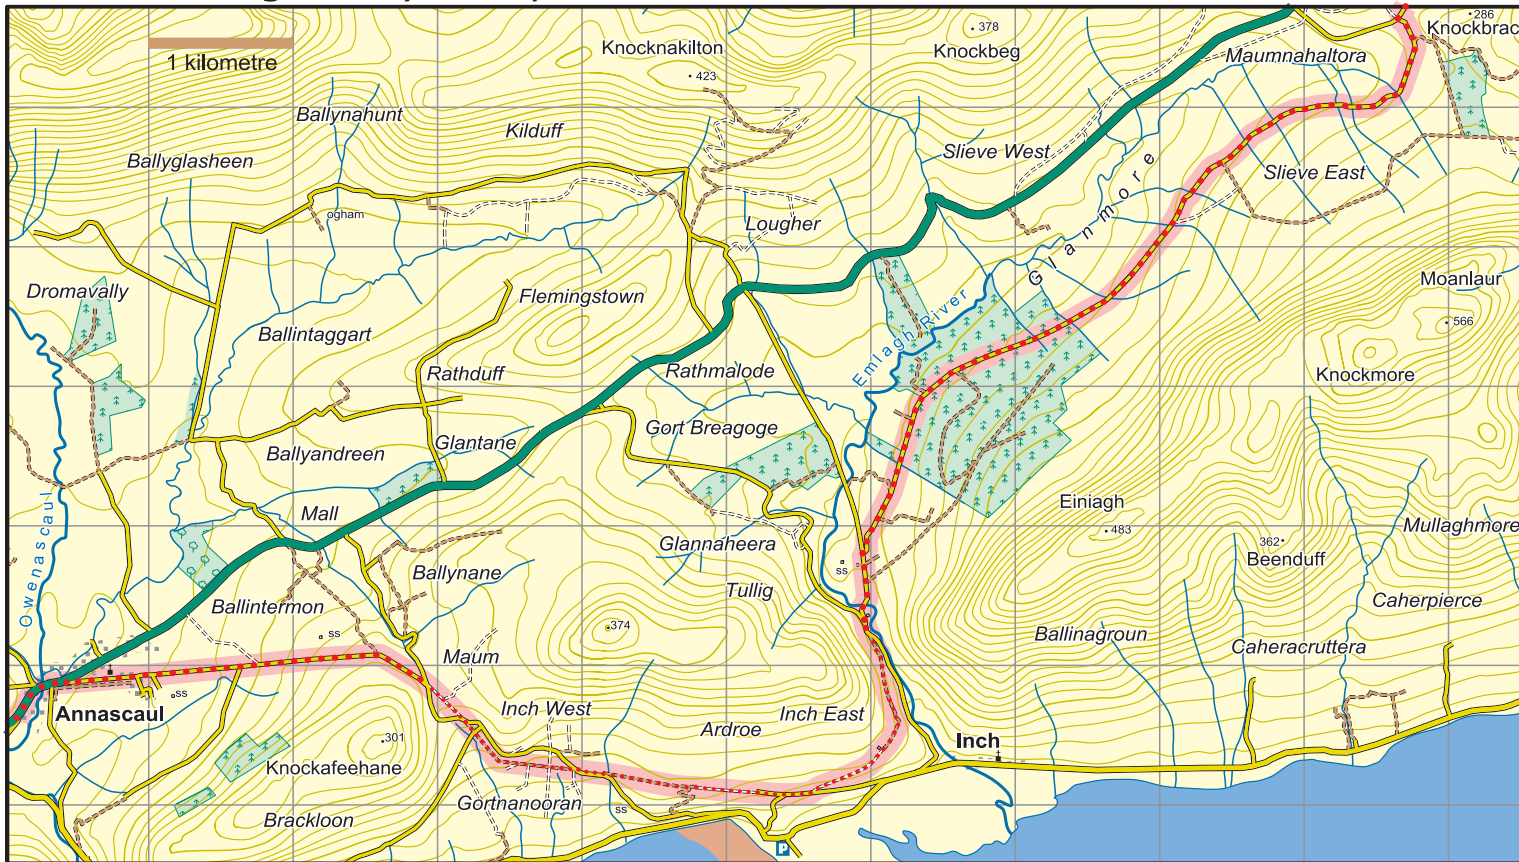 1 kilometre
Knocknakilton
423
378
Knockbeg
286
Knockbrac
Maumnahaltora
Ballynahunt
Kilduff
Ballyglasheen
Slieve West
Slieve East
Glanmore
ogham
Lougher
Dromavally
Flemingstown
Moanlaur
566
Ballintaggart
Emlagh River
Rathduff
Rathmalode
Knockmore
Gort Breagoge
Glantane
Ballyandreen
Mall
Einiagh
483
Mullaghmore
362
Beenduff
Owenascaul
Glannaheera
ss
Ballynane
Tullig
Ballintermon
Caherpierce
374
ss
Ballinagroun
Caheracruttera
Maum
ss
Annascaul
Inch West
Inch East
Ardroe
Inch
301
Knockafeehane
Gortnanooran
ss
Brackloon
P